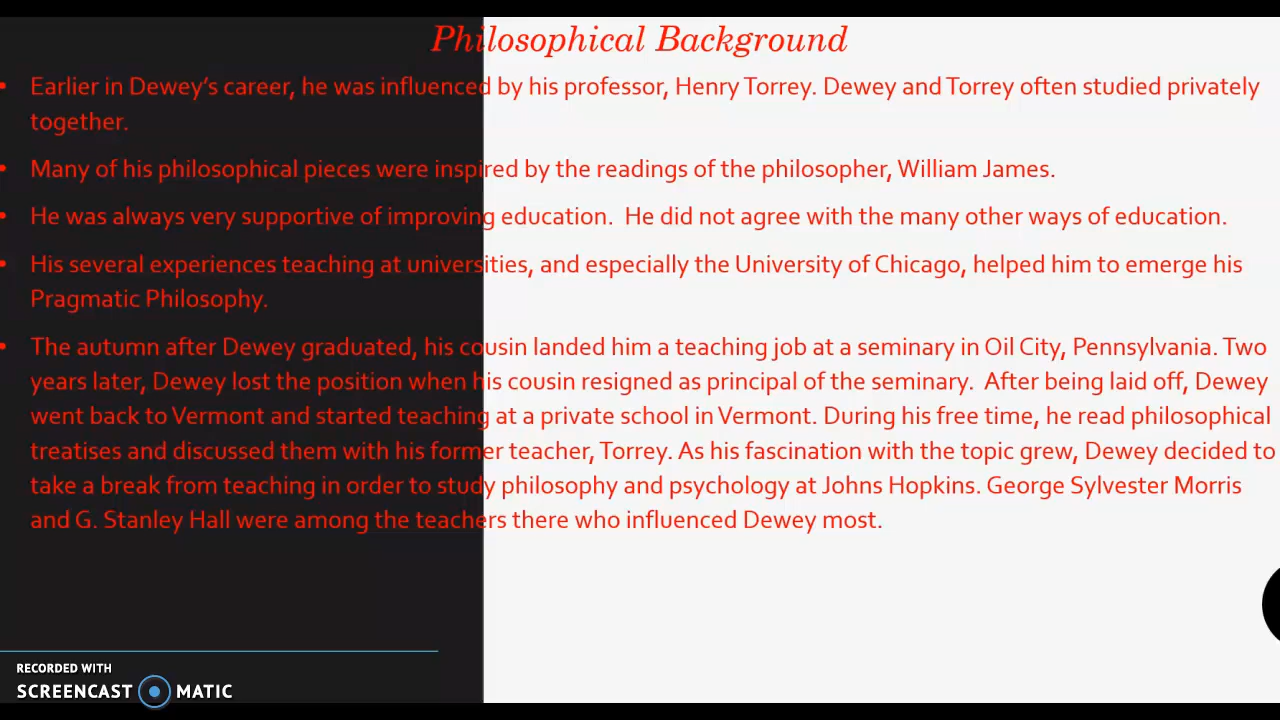 Philosophical Background
• Earlier in Dewey's career, he was influenced by his professor, Henry Torrey. Dewey and Torrey often studied privately
together.
• Many of his philosophical pieces were inspired by the readings of the philosopher, William James.
• He was always very supportive of improving education.  He did not agree with the many other ways of education.
• His several experiences teaching at universities, and especially the University of Chicago, helped him to emerge his
Pragmatic Philosophy.
• The autumn after Dewey graduated, his cousin landed him a teaching job at a seminary in Oil City, Pennsylvania. Two
years later, Dewey lost the position when his cousin resigned as principal of the seminary.  After being laid off, Dewey
went back to Vermont and started teaching at a private school in Vermont. During his free time, he read philosophical
treatises and discussed them with his former teacher, Torrey. As his fascination with the topic grew, Dewey decided to
take a break from teaching in order to study philosophy and psychology at Johns Hopkins. George Sylvester Morris
and G. Stanley Hall were among the teachers there who influenced Dewey most.
RECORDED WITH
SCREENCAST MATIC